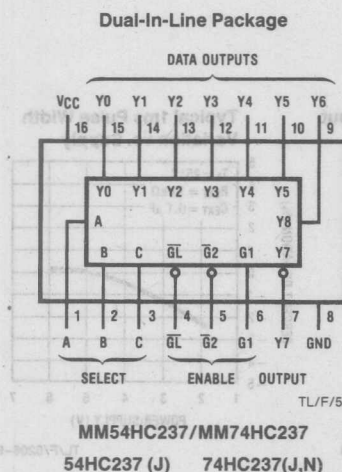 Dual-In-Line Package
DATA OUTPUTS
VCC Y0 Y1 Y2 Y3 Y4 Y5 Y6
16 15 14 13 12 11 10 9
Y0 Y1 Y2 Y3 Y4 Y5
A Y8
B C GL G2 G1 Y7
1 2 3 4 5 6 7 8
A B C GL G2 G1 Y7 GND
SELECT ENABLE OUTPUT
TL/F/5
MM54HC237/MM74HC237
54HC237 (J) 74HC237(J,N)